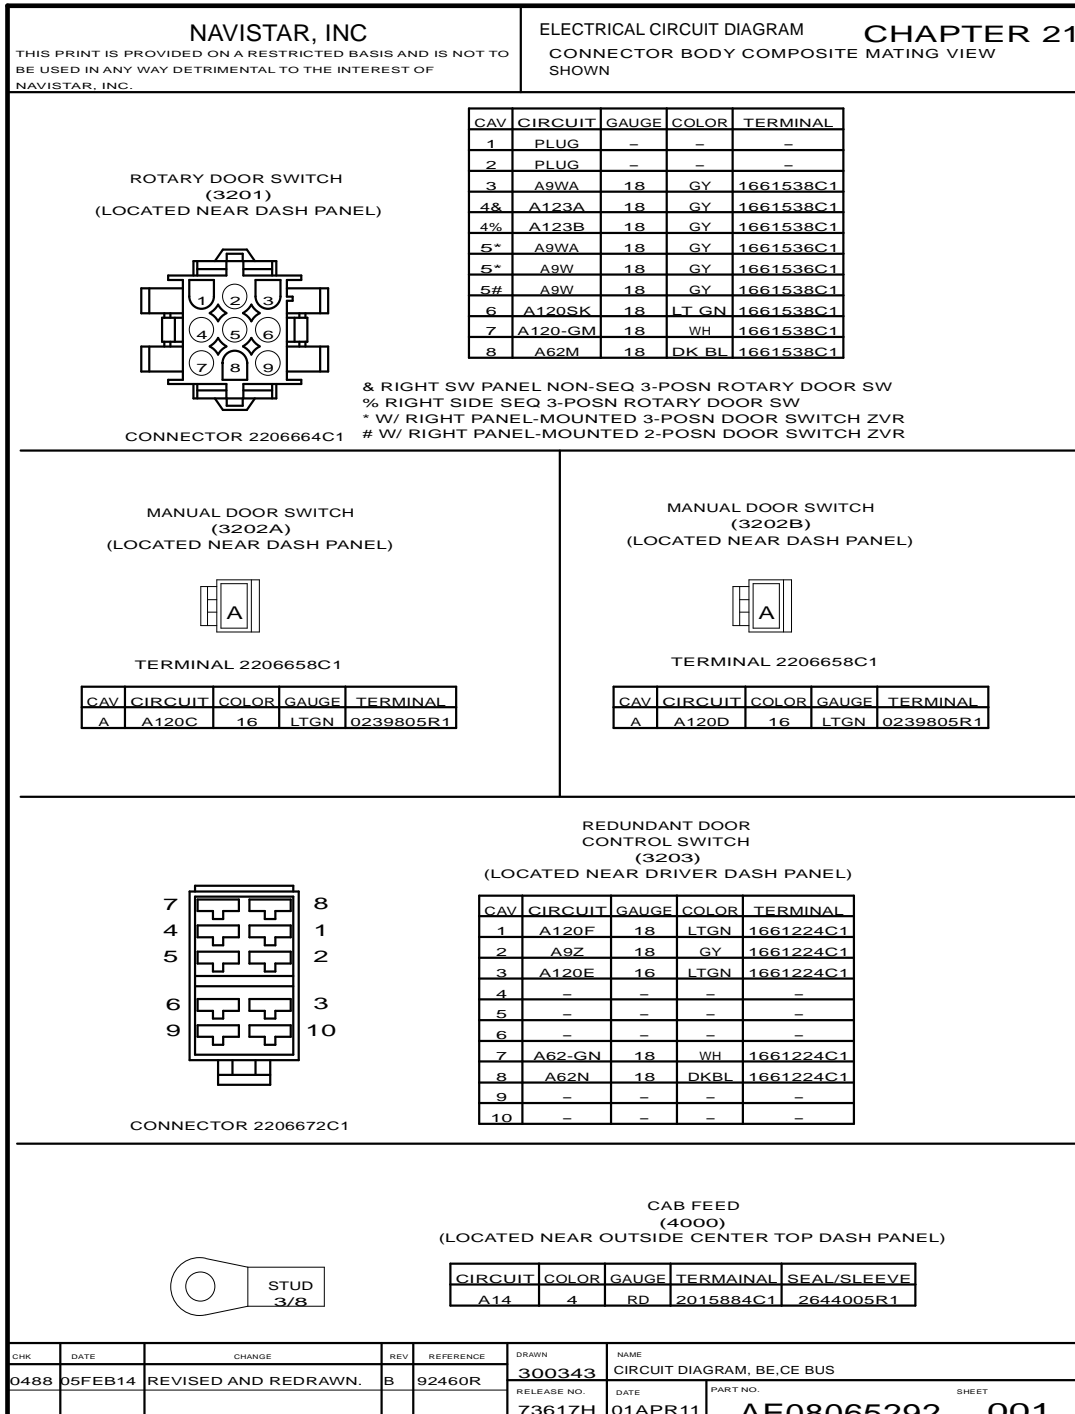 NAVISTAR, INC
THIS PRINT IS PROVIDED ON A RESTRICTED BASIS AND IS NOT TO
BE USED IN ANY WAY DETRIMENTAL TO THE INTEREST OF
NAVISTAR, INC.
ELECTRICAL CIRCUIT DIAGRAM CHAPTER 21
CONNECTOR BODY COMPOSITE MATING VIEW
SHOWN
ROTARY DOOR SWITCH
(3201)
(LOCATED NEAR DASH PANEL)
1 2 3
4 5 6
7 8 9
CONNECTOR 2206664C1
CAV CIRCUIT GAUGE COLOR TERMINAL
1 PLUG – – –
2 PLUG – – –
3 A9WA 18 GY 1661538C1
4& A123A 18 GY 1661538C1
4% A123B 18 GY 1661538C1
5* A9WA 18 GY 1661536C1
5* A9W 18 GY 1661536C1
5# A9W 18 GY 1661538C1
6 A120SK 18 LT GN 1661538C1
7 A120-GM 18 WH 1661538C1
8 A62M 18 DK BL 1661538C1
& RIGHT SW PANEL NON-SEQ 3-POSN ROTARY DOOR SW
% RIGHT SIDE SEQ 3-POSN ROTARY DOOR SW
* W/ RIGHT PANEL-MOUNTED 3-POSN DOOR SWITCH ZVR
# W/ RIGHT PANEL-MOUNTED 2-POSN DOOR SWITCH ZVR
MANUAL DOOR SWITCH
(3202A)
(LOCATED NEAR DASH PANEL)
A
TERMINAL 2206658C1
CAV CIRCUIT COLOR GAUGE TERMINAL
A A120C 16 LTGN 0239805R1
MANUAL DOOR SWITCH
(3202B)
(LOCATED NEAR DASH PANEL)
A
TERMINAL 2206658C1
CAV CIRCUIT COLOR GAUGE TERMINAL
A A120D 16 LTGN 0239805R1
REDUNDANT DOOR
CONTROL SWITCH
(3203)
(LOCATED NEAR DRIVER DASH PANEL)
7 8
4 1
5 2
6 3
9 10
CONNECTOR 2206672C1
CAV CIRCUIT GAUGE COLOR TERMINAL
1 A120F 18 LTGN 1661224C1
2 A9Z 18 GY 1661224C1
3 A120E 16 LTGN 1661224C1
4 – – – –
5 – – – –
6 – – – –
7 A62-GN 18 WH 1661224C1
8 A62N 18 DKBL 1661224C1
9 – – – –
10 – – – –
CAB FEED
(4000)
(LOCATED NEAR OUTSIDE CENTER TOP DASH PANEL)
STUD
3/8
CIRCUIT COLOR GAUGE TERMAINAL SEAL/SLEEVE
A14 4 RD 2015884C1 2644005R1
CHK DATE CHANGE REV REFERENCE
0488 05FEB14 REVISED AND REDRAWN. B 92460R
DRAWN
300343
NAME
CIRCUIT DIAGRAM, BE,CE BUS
RELEASE NO. DATE PART NO. SHEET
73617H 01APR11 AE08065292 001